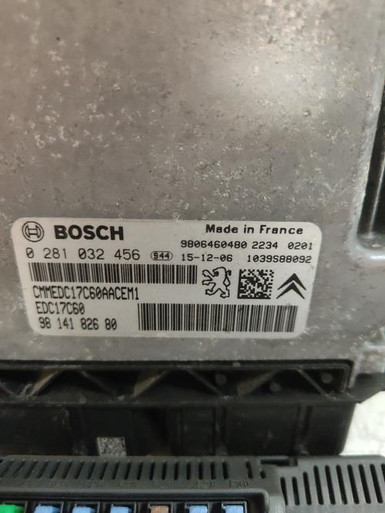 BOSCH
Made in France
9806460480 2234 0201
0 281 032 456 S44 15-12-06 1039S88092
CMMEDC17C60AACEM1
EDC17C60
98 141 826 80